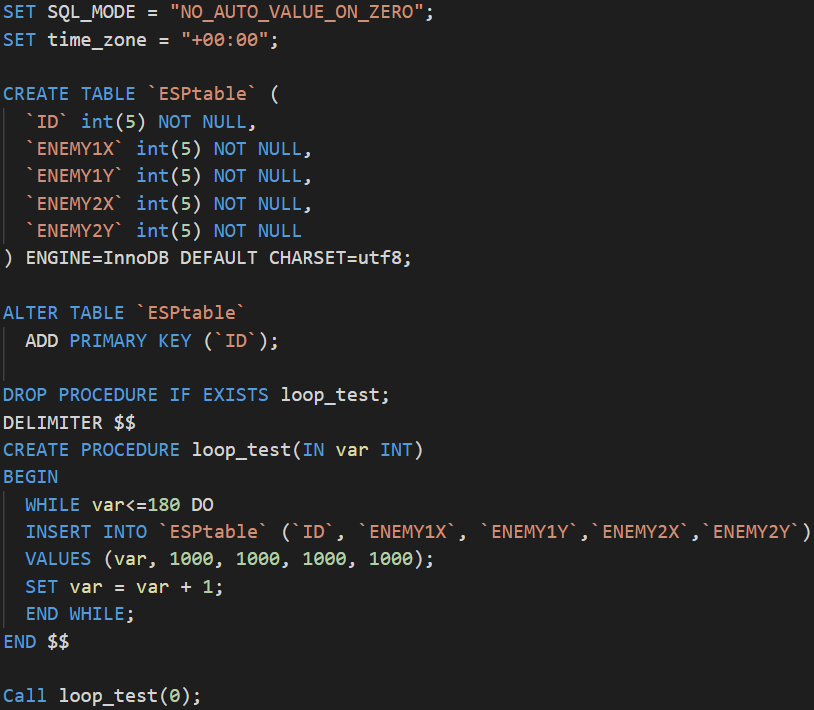 SET SQL_MODE = "NO_AUTO_VALUE_ON_ZERO";
SET time_zone = "+00:00";

CREATE TABLE `ESPtable` (
  `ID` int(5) NOT NULL,
  `ENEMY1X` int(5) NOT NULL,
  `ENEMY1Y` int(5) NOT NULL,
  `ENEMY2X` int(5) NOT NULL,
  `ENEMY2Y` int(5) NOT NULL
) ENGINE=InnoDB DEFAULT CHARSET=utf8;

ALTER TABLE `ESPtable`
  ADD PRIMARY KEY (`ID`);

DROP PROCEDURE IF EXISTS loop_test;
DELIMITER $$
CREATE PROCEDURE loop_test(IN var INT)
BEGIN
  WHILE var<=180 DO
  INSERT INTO `ESPtable` (`ID`, `ENEMY1X`, `ENEMY1Y`,`ENEMY2X`,`ENEMY2Y`)
  VALUES (var, 1000, 1000, 1000, 1000);
  SET var = var + 1;
  END WHILE;
END $$

Call loop_test(0);